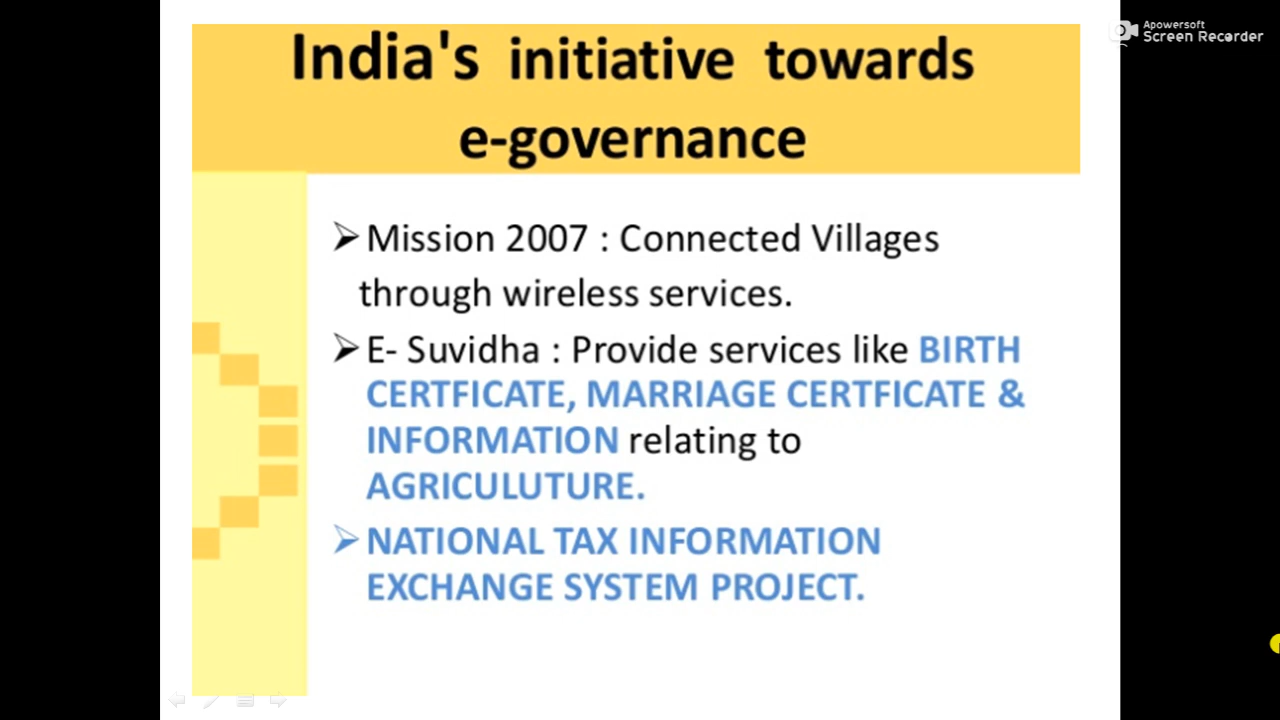 Apowersoft
Screen Recorder
India's initiative towards
e-governance
➢Mission 2007 : Connected Villages
through wireless services.
➢E- Suvidha : Provide services like BIRTH
CERTFICATE, MARRIAGE CERTFICATE &
INFORMATION relating to
AGRICULUTURE.
➢NATIONAL TAX INFORMATION
EXCHANGE SYSTEM PROJECT.